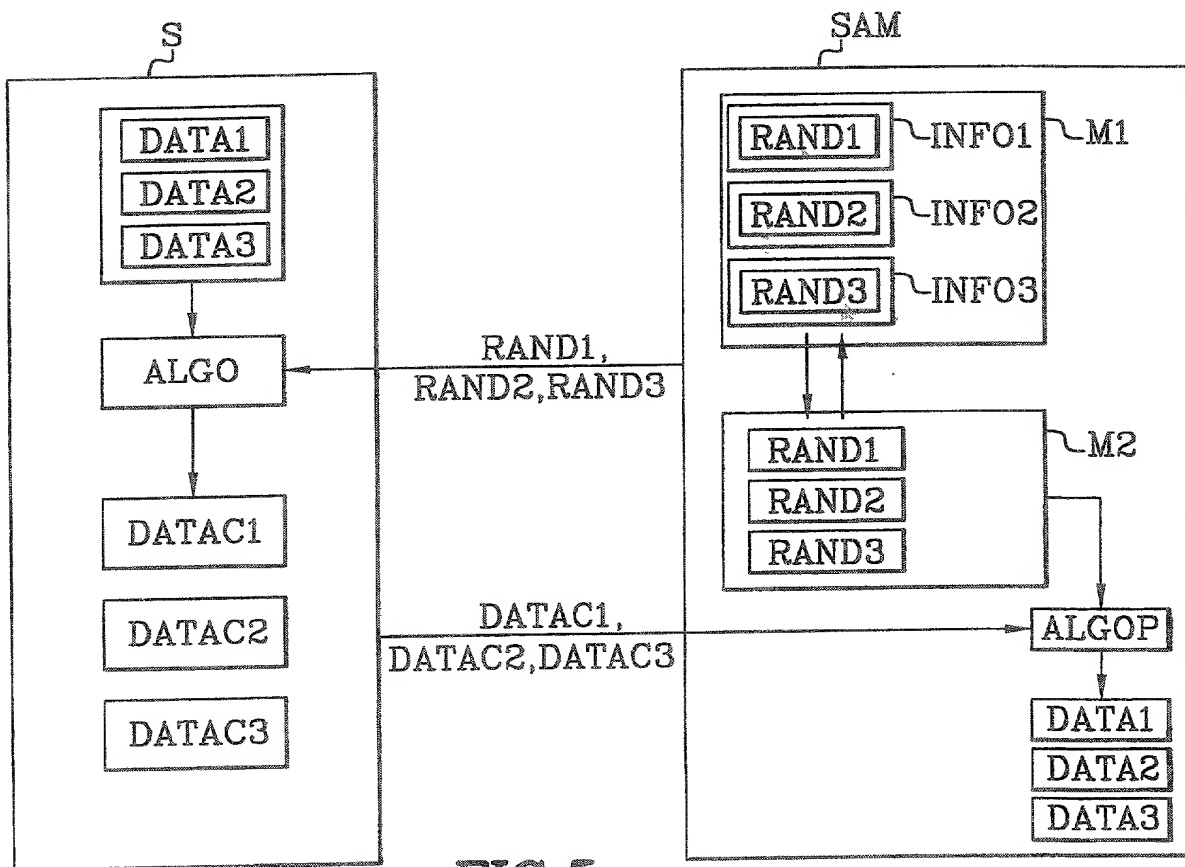 S
DATA1
DATA2
DATA3
ALGO
DATAC1
DATAC2
DATAC3
RAND1,
RAND2,RAND3
DATAC1,
DATAC2,DATAC3
SAM
RAND1
INFO1
M1
RAND2
INFO2
RAND3
INFO3
RAND1
M2
RAND2
RAND3
ALGOP
DATA1
DATA2
DATA3